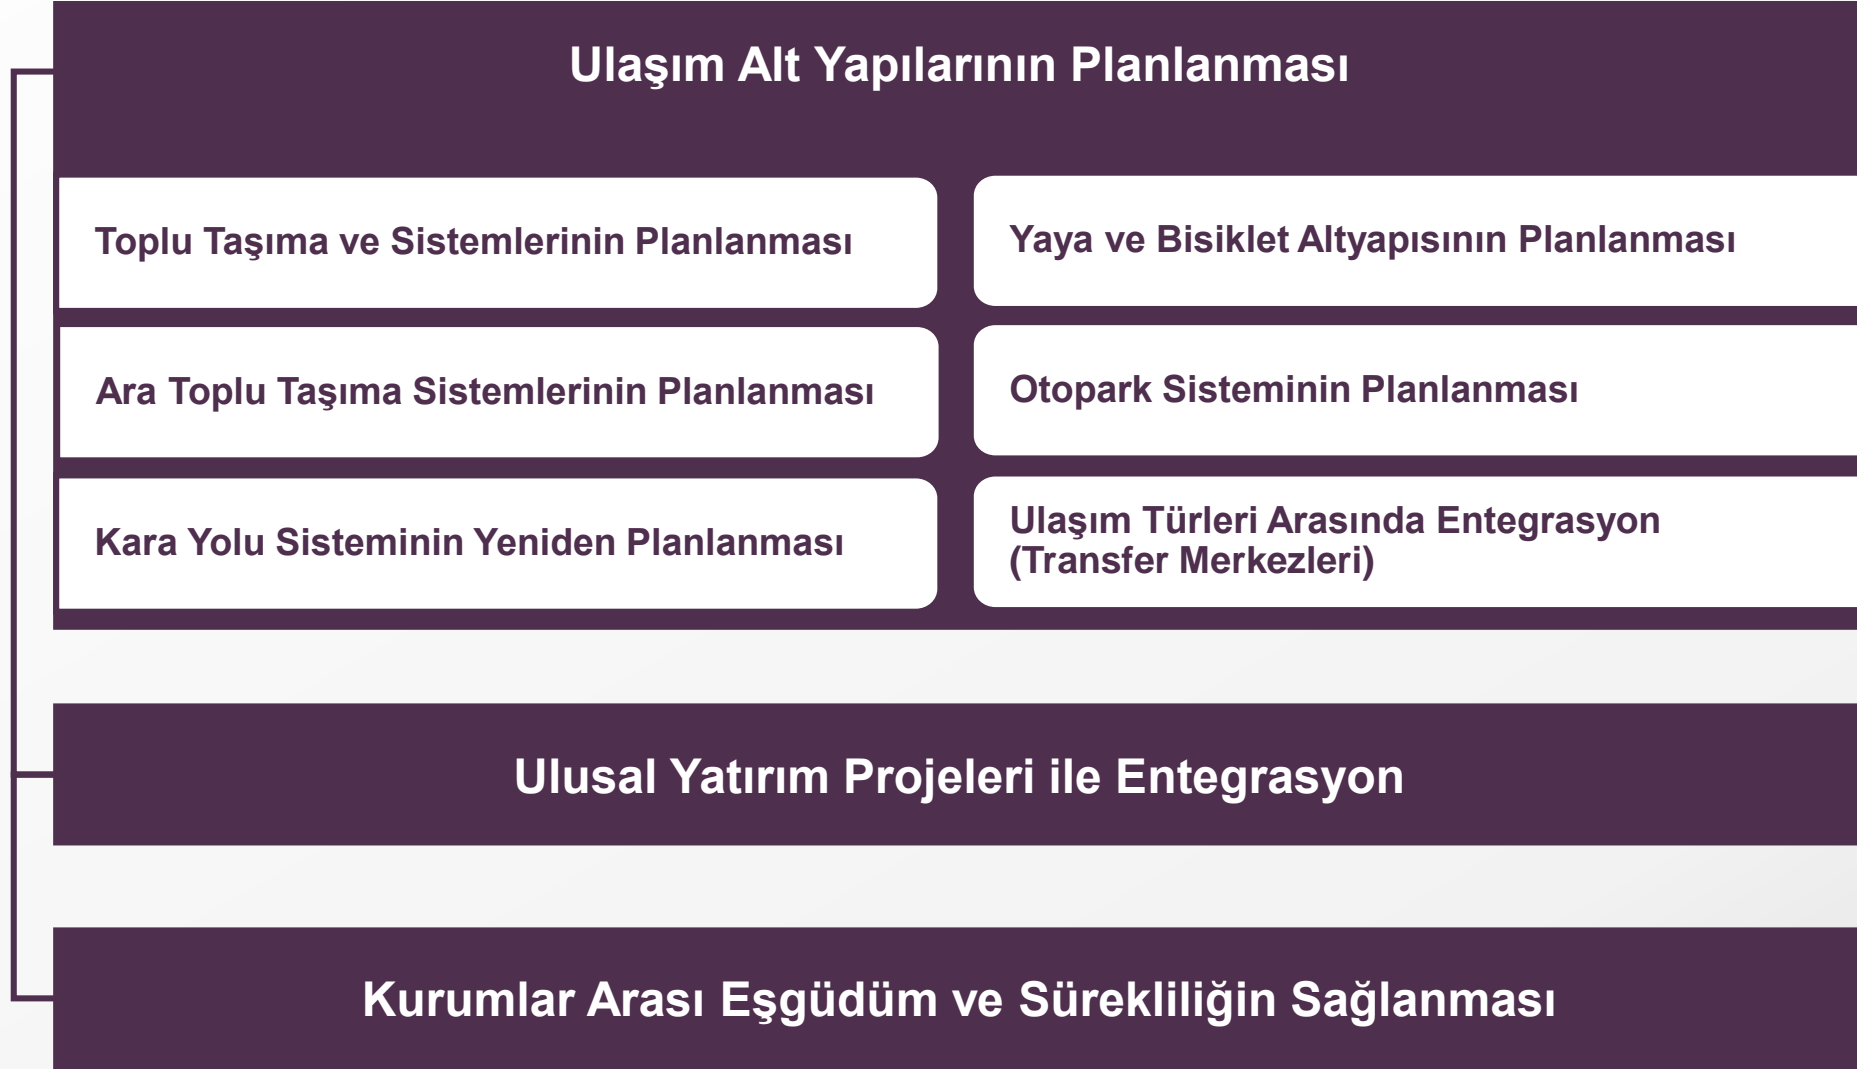 Ulaşım Alt Yapılarının Planlanması
Toplu Taşıma ve Sistemlerinin Planlanması
Yaya ve Bisiklet Altyapısının Planlanması
Ara Toplu Taşıma Sistemlerinin Planlanması
Otopark Sisteminin Planlanması
Kara Yolu Sisteminin Yeniden Planlanması
Ulaşım Türleri Arasında Entegrasyon
(Transfer Merkezleri)
Ulusal Yatırım Projeleri ile Entegrasyon
Kurumlar Arası Eşgüdüm ve Sürekliliğin Sağlanması